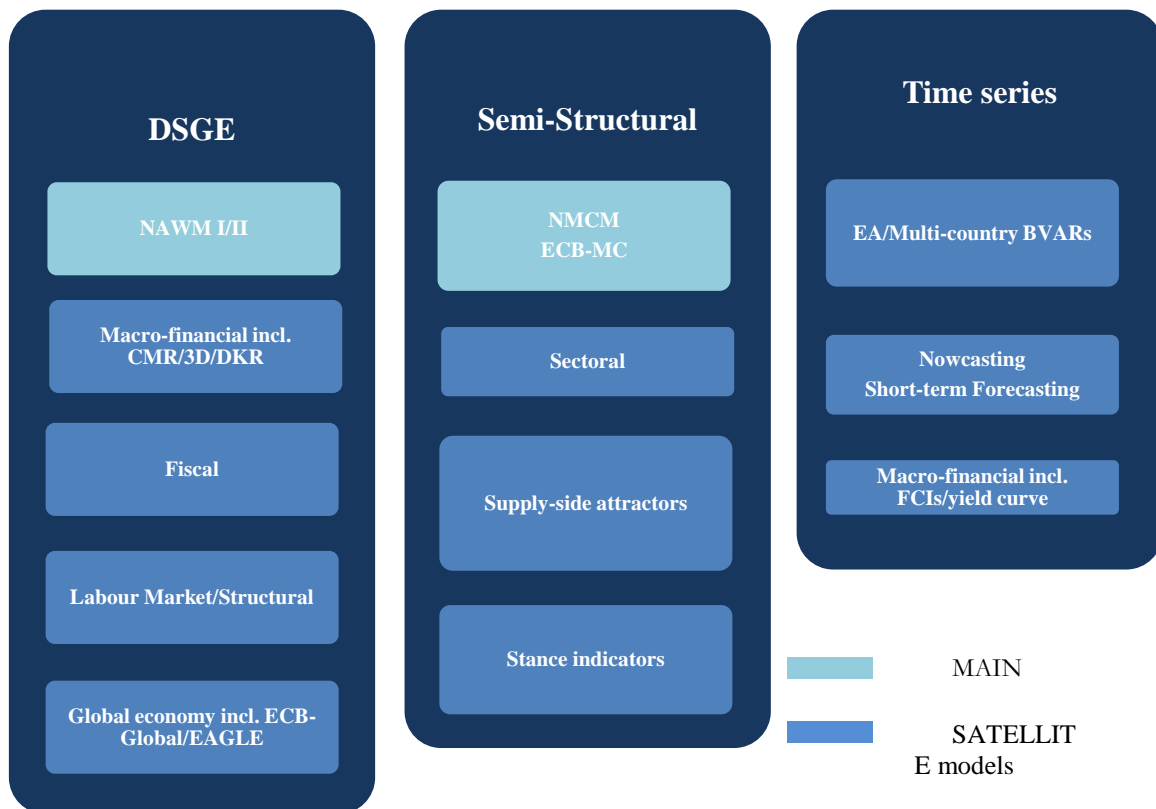 DSGE
NAWM I/II
Macro-financial incl.
CMR/3D/DKR
Fiscal
Labour Market/Structural
Global economy incl. ECB-
Global/EAGLE
Semi-Structural
NMCM
ECB-MC
Sectoral
Supply-side attractors
Stance indicators
Time series
EA/Multi-country BVARs
Nowcasting
Short-term Forecasting
Macro-financial incl.
FCIs/yield curve
MAIN
SATELLIT
E models